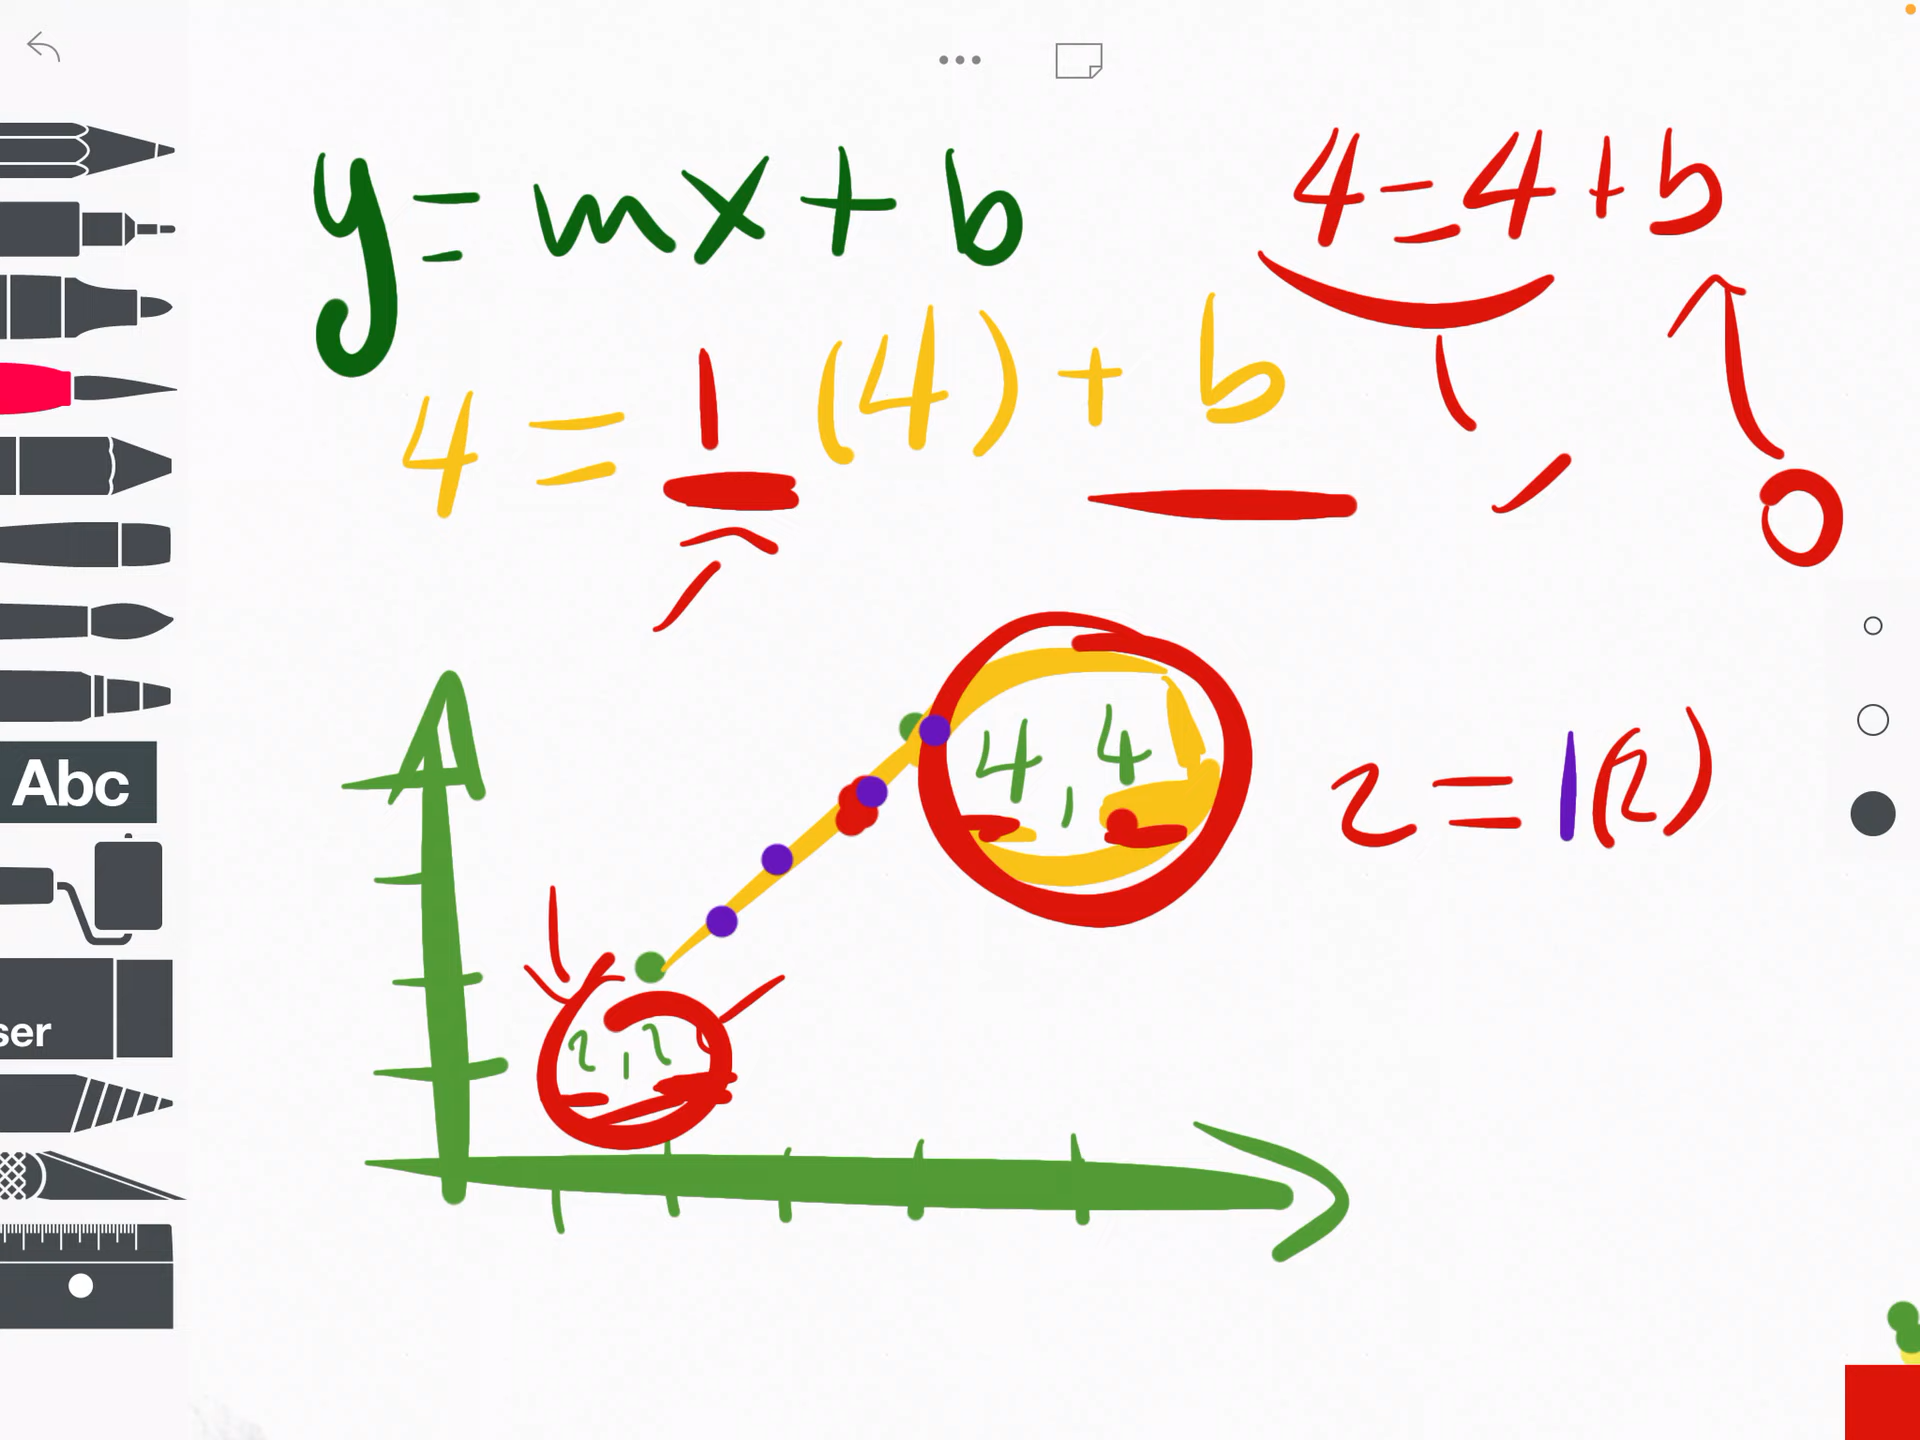 y = mx + b
4 = 4 + b
4 = 1 (4) + b
0
4, 4
2 = 1(2)
2, 2
Abc
ser